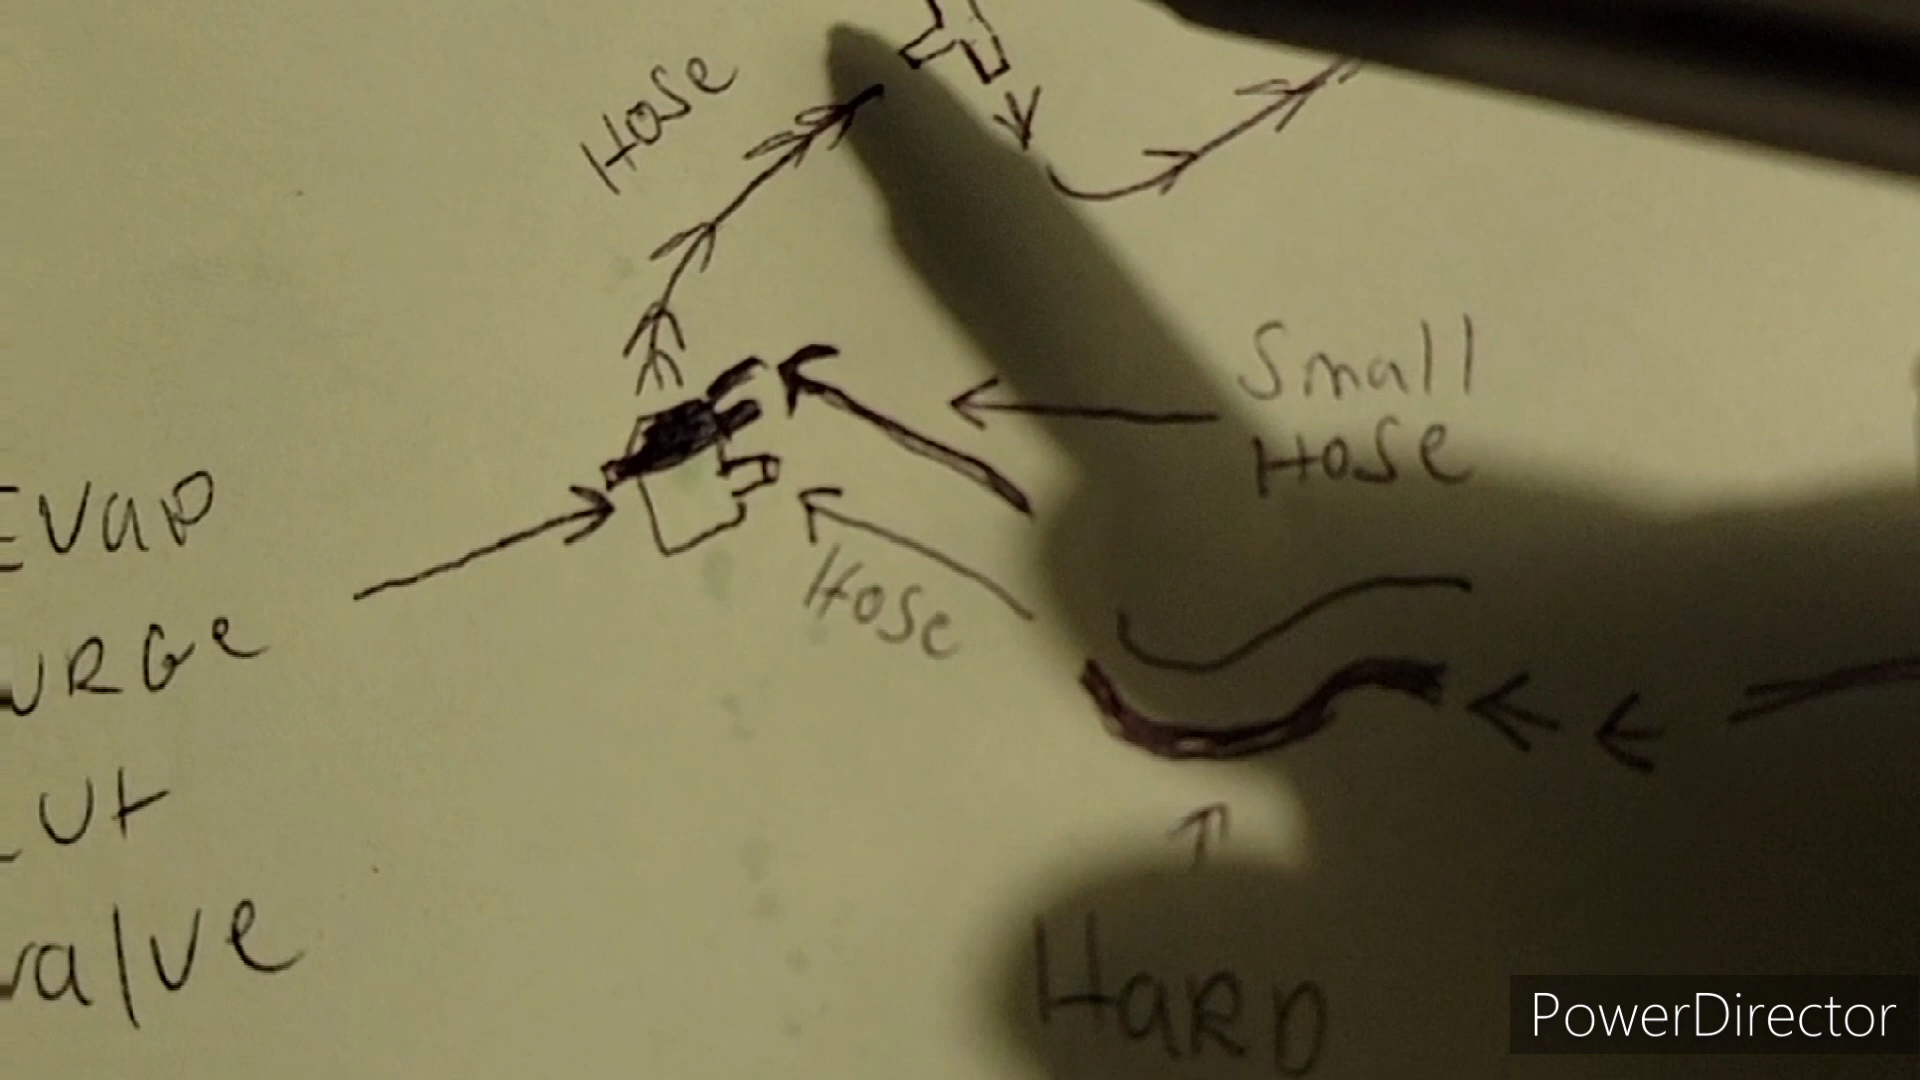 Hose
Small
Hose
Evap
urge
Hose
ut
valve
Hard
PowerDirector